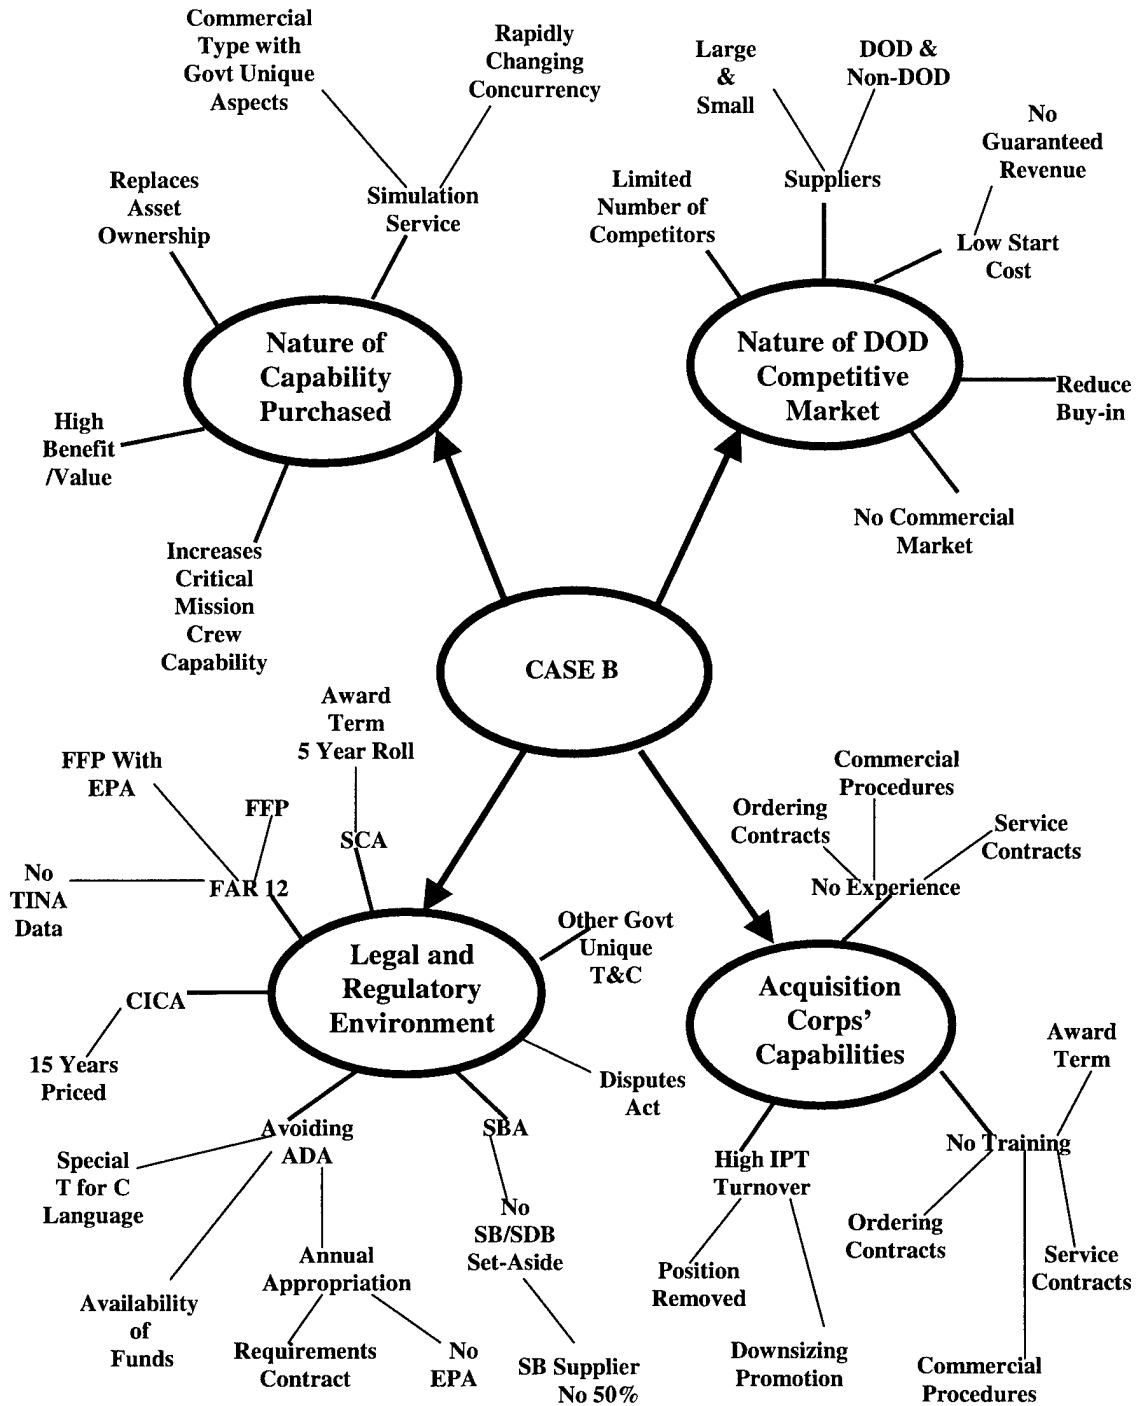 Commercial
Type with
Govt Unique
Aspects
Rapidly
Changing
Concurrency
Replaces
Asset
Ownership
Simulation
Service
Nature of
Capability
Purchased
High
Benefit
/Value
Increases
Critical
Mission
Crew
Capability
Large
&
Small
DOD &
Non-DOD
No
Guaranteed
Revenue
Limited
Number of
Competitors
Suppliers
Low Start
Cost
Nature of DOD
Competitive
Market
Reduce
Buy-in
No Commercial
Market
CASE B
Award
Term
5 Year Roll
FFP With
EPA
FFP
SCA
No
TINA
Data
FAR 12
Other Govt
Unique
T&C
Legal and
Regulatory
Environment
CICA
15 Years
Priced
Disputes
Act
Avoiding
ADA
SBA
Special
T for C
Language
No
SB/SDB
Set-Aside
Annual
Appropriation
Availability
of
Funds
Requirements
Contract
No
EPA
SB Supplier
No 50%
Commercial
Procedures
Ordering
Contracts
Service
Contracts
No Experience
Acquisition
Corps'
Capabilities
Award
Term
No Training
High IPT
Turnover
Ordering
Contracts
Service
Contracts
Position
Removed
Downsizing
Promotion
Commercial
Procedures